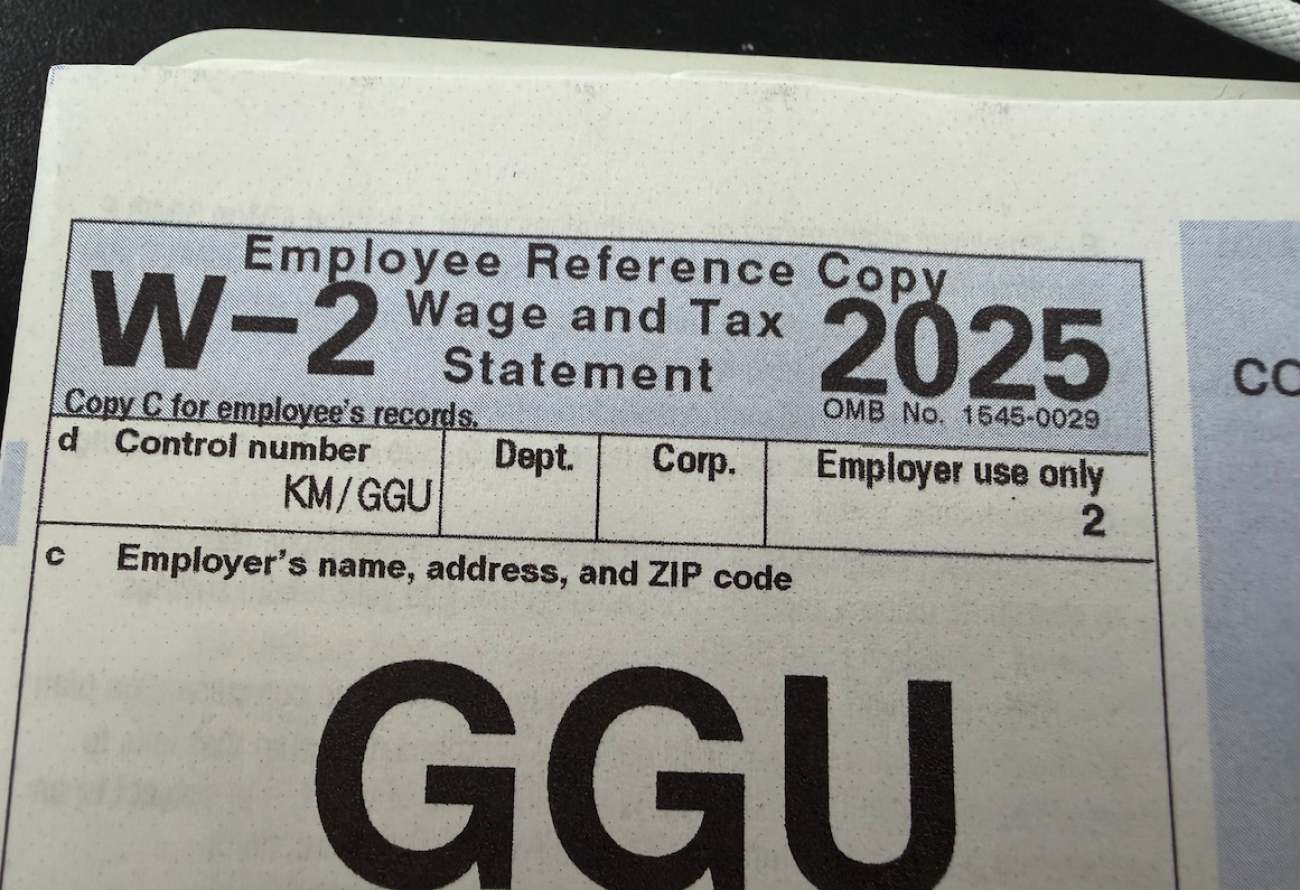 Employee Reference Copy
W-2 Wage and Tax 2025
Statement
Copy C for employee's records.
OMB No. 1545-0029
d Control number Dept. Corp. Employer use only
KM/GGU 2
c Employer's name, address, and ZIP code
GGU
CO